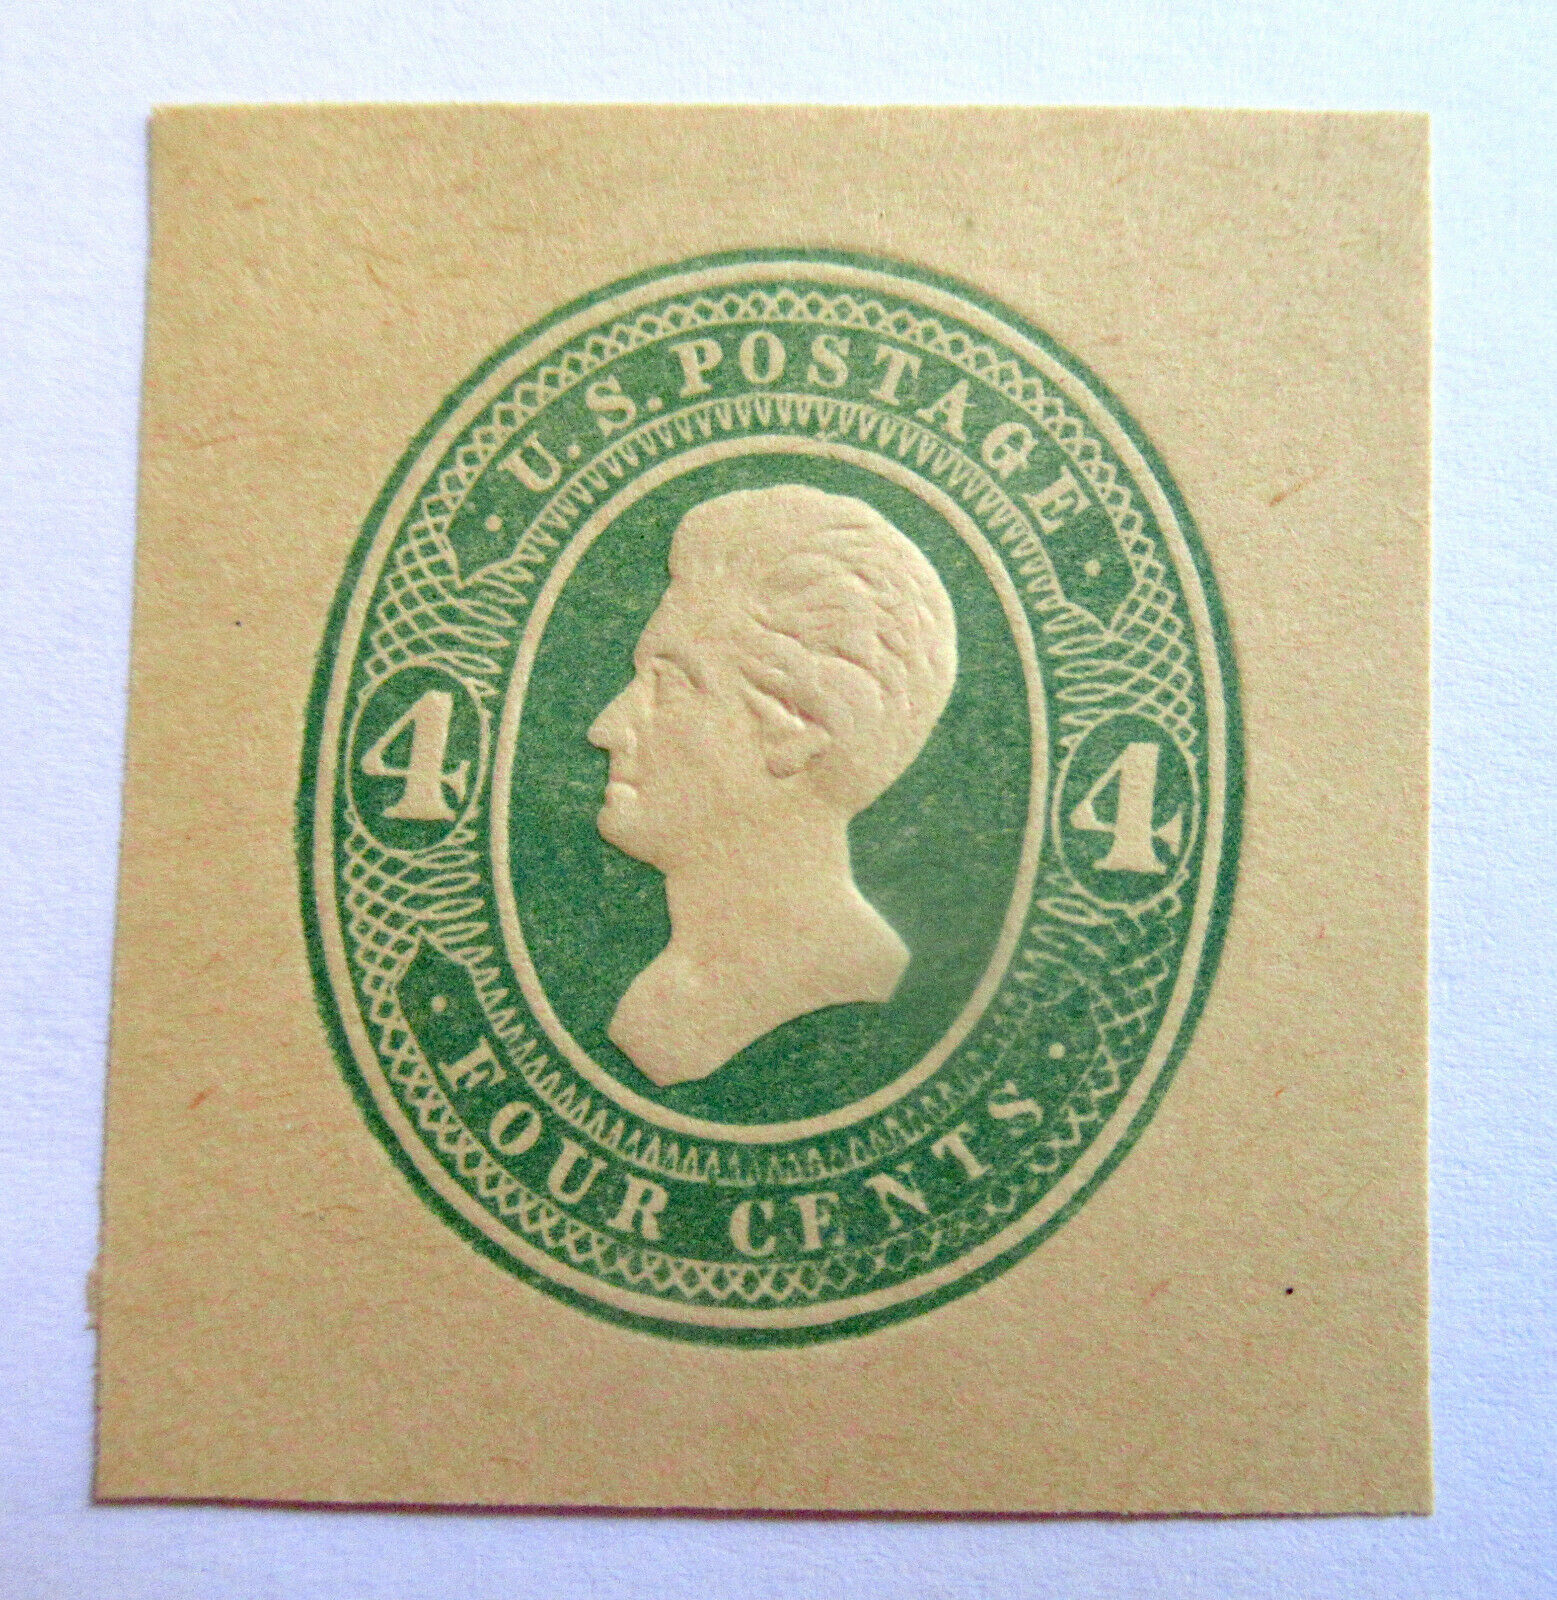 · U.S. POSTAGE ·
4 4
· FOUR CENTS ·